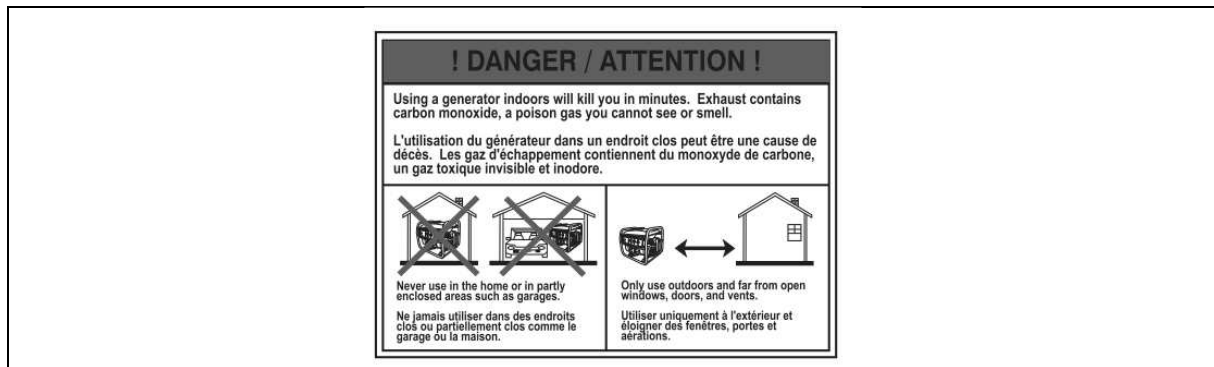 ! DANGER / ATTENTION !
Using a generator indoors will kill you in minutes. Exhaust contains
carbon monoxide, a poison gas you cannot see or smell.
L'utilisation du générateur dans un endroit clos peut être une cause de
décès. Les gaz d'échappement contiennent du monoxyde de carbone,
un gaz toxique invisible et inodore.
Never use in the home or in partly
enclosed areas such as garages.
Ne jamais utiliser dans des endroits
clos ou partiellement clos comme le
garage ou la maison.
Only use outdoors and far from open
windows, doors, and vents.
Utiliser uniquement à l'extérieur et
éloigner des fenêtres, portes et
aérations.